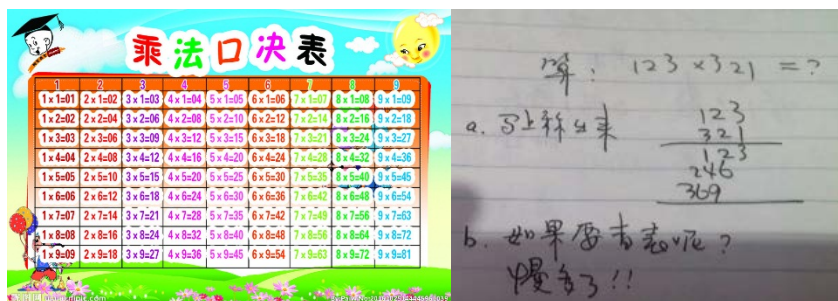 乘法口决表
1 2 3 4 5 6 7 8 9
1 x 1=01 2 x 1=02 3 x 1=03 4 x 1=04 5 x 1=05 6 x 1=06 7 x 1=07 8 x 1=08 9 x 1=09
1 x 2=02 2 x 2=04 3 x 2=06 4 x 2=08 5 x 2=10 6 x 2=12 7 x 2=14 8 x 2=16 9 x 2=18
1 x 3=03 2 x 3=06 3 x 3=09 4 x 3=12 5 x 3=15 6 x 3=18 7 x 3=21 8 x 3=24 9 x 3=27
1 x 4=04 2 x 4=08 3 x 4=12 4 x 4=16 5 x 4=20 6 x 4=24 7 x 4=28 8 x 4=32 9 x 4=36
1 x 5=05 2 x 5=10 3 x 5=15 4 x 5=20 5 x 5=25 6 x 5=30 7 x 5=35 8 x 5=40 9 x 5=45
1 x 6=06 2 x 6=12 3 x 6=18 4 x 6=24 5 x 6=30 6 x 6=36 7 x 6=42 8 x 6=48 9 x 6=54
1 x 7=07 2 x 7=14 3 x 7=21 4 x 7=28 5 x 7=35 6 x 7=42 7 x 7=49 8 x 7=56 9 x 7=63
1 x 8=08 2 x 8=16 3 x 8=24 4 x 8=32 5 x 8=40 6 x 8=48 7 x 8=56 8 x 8=64 9 x 8=72
1 x 9=09 2 x 9=18 3 x 9=27 4 x 9=36 5 x 9=45 6 x 9=54 7 x 9=63 8 x 9=72 9 x 9=81
算: 123 ×321 =?
a. 马上 出来
123
321
123
246
369
b. 如果要查表呢?
慢多了!!